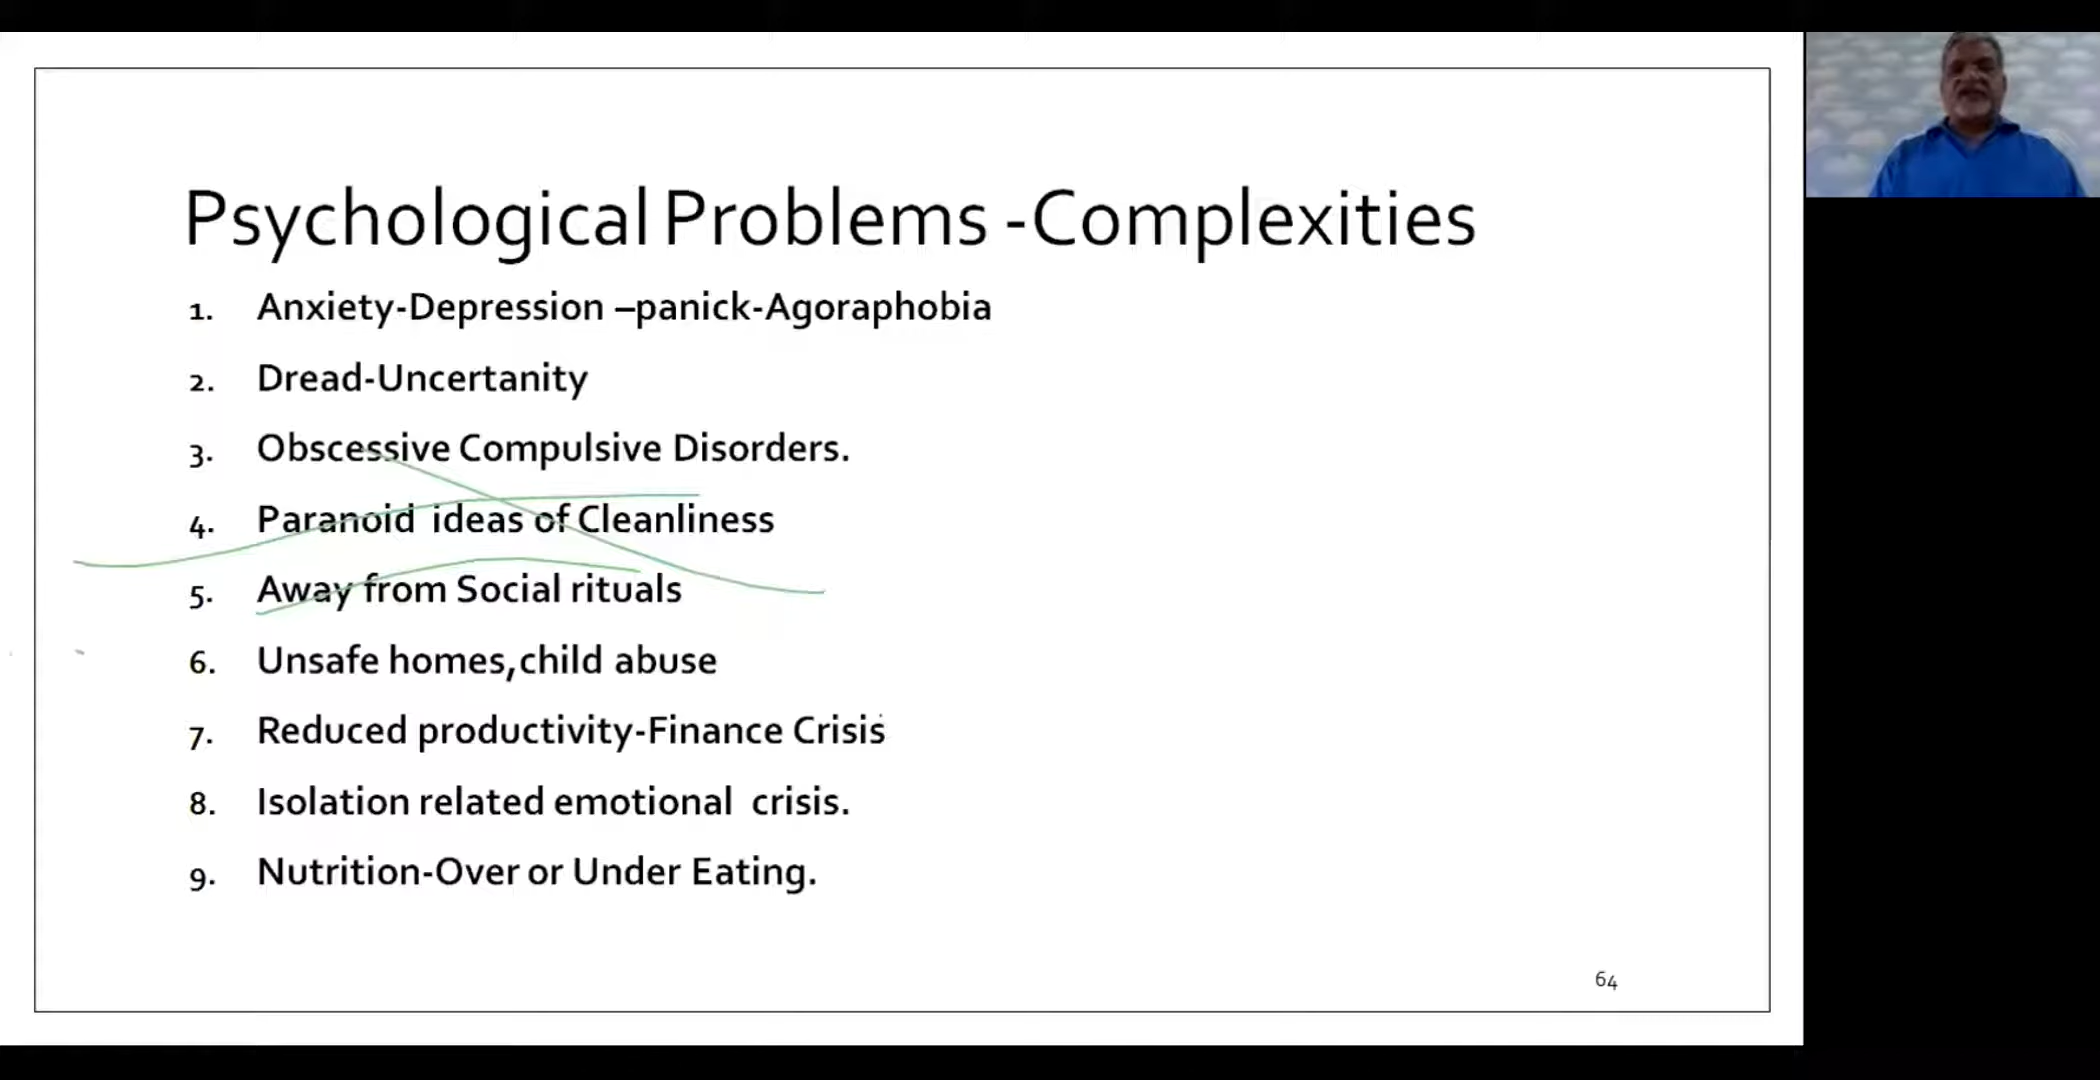 Psychological Problems -Complexities
1. Anxiety-Depression –panick-Agoraphobia
2. Dread-Uncertanity
3. Obscessive Compulsive Disorders.
4. Paranoid ideas of Cleanliness
5. Away from Social rituals
6. Unsafe homes,child abuse
7. Reduced productivity-Finance Crisis
8. Isolation related emotional crisis.
9. Nutrition-Over or Under Eating.
64